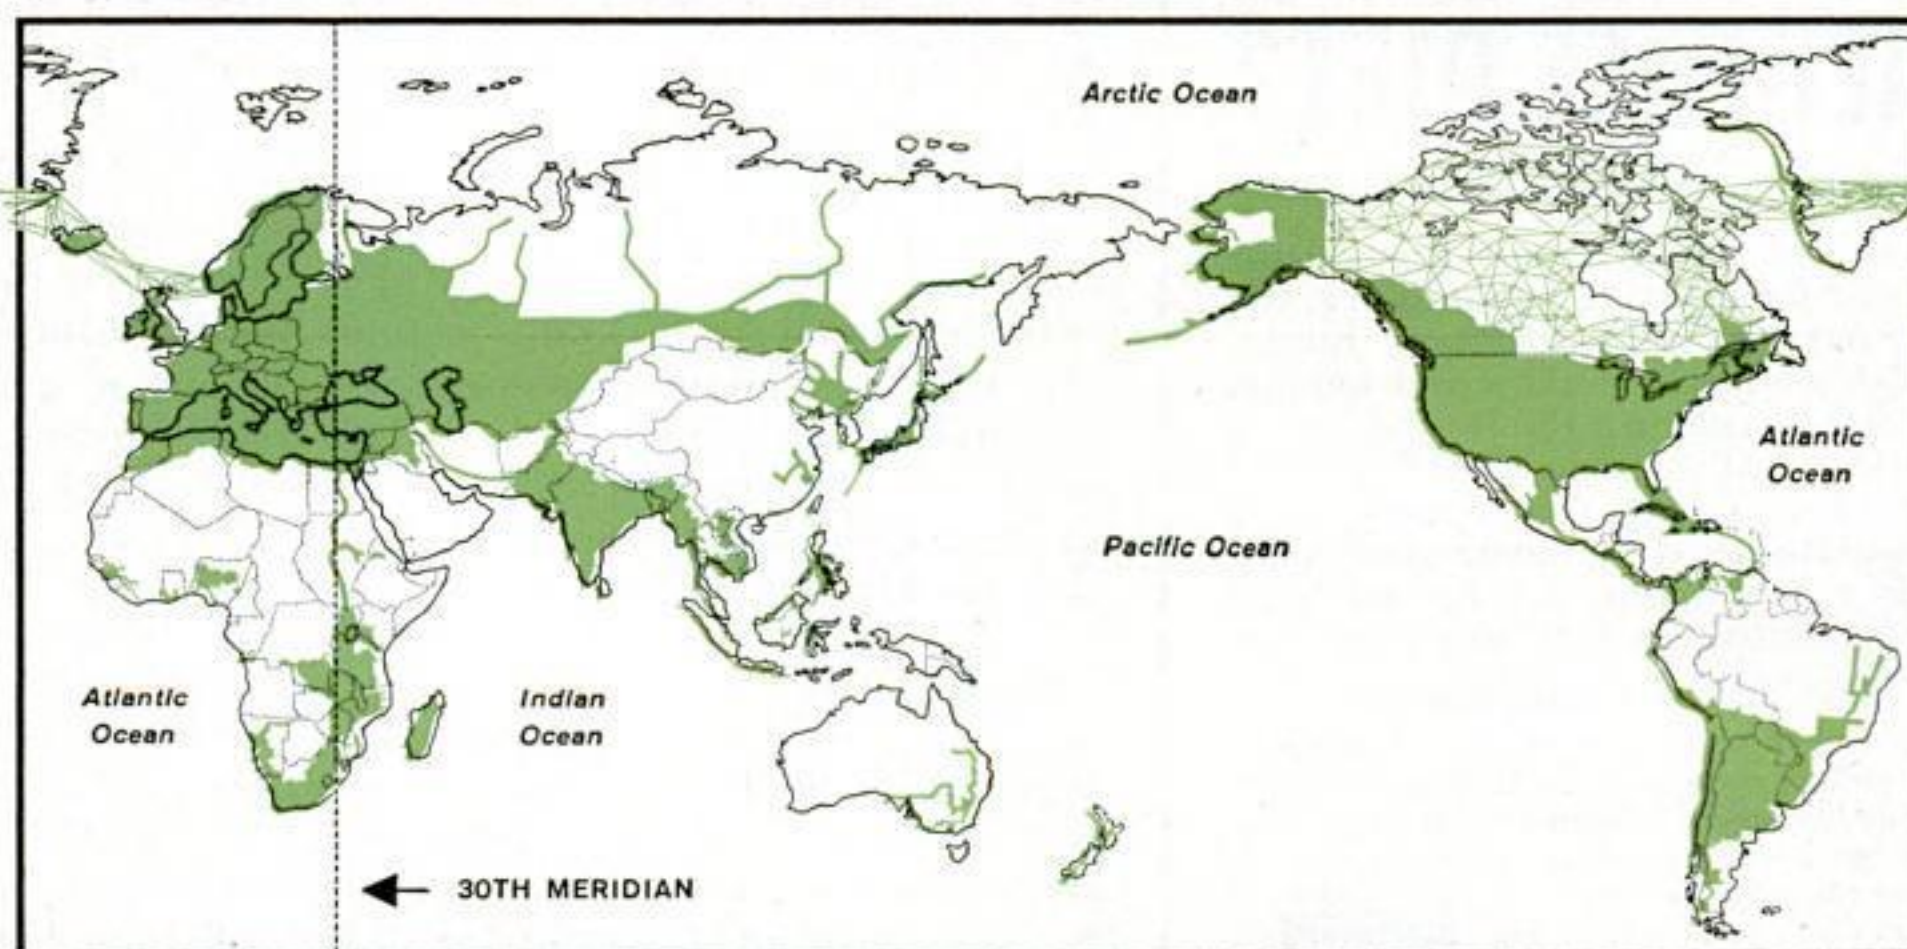 Arctic Ocean
Atlantic
Ocean
Pacific Ocean
Atlantic
Ocean
Indian
Ocean
30TH MERIDIAN